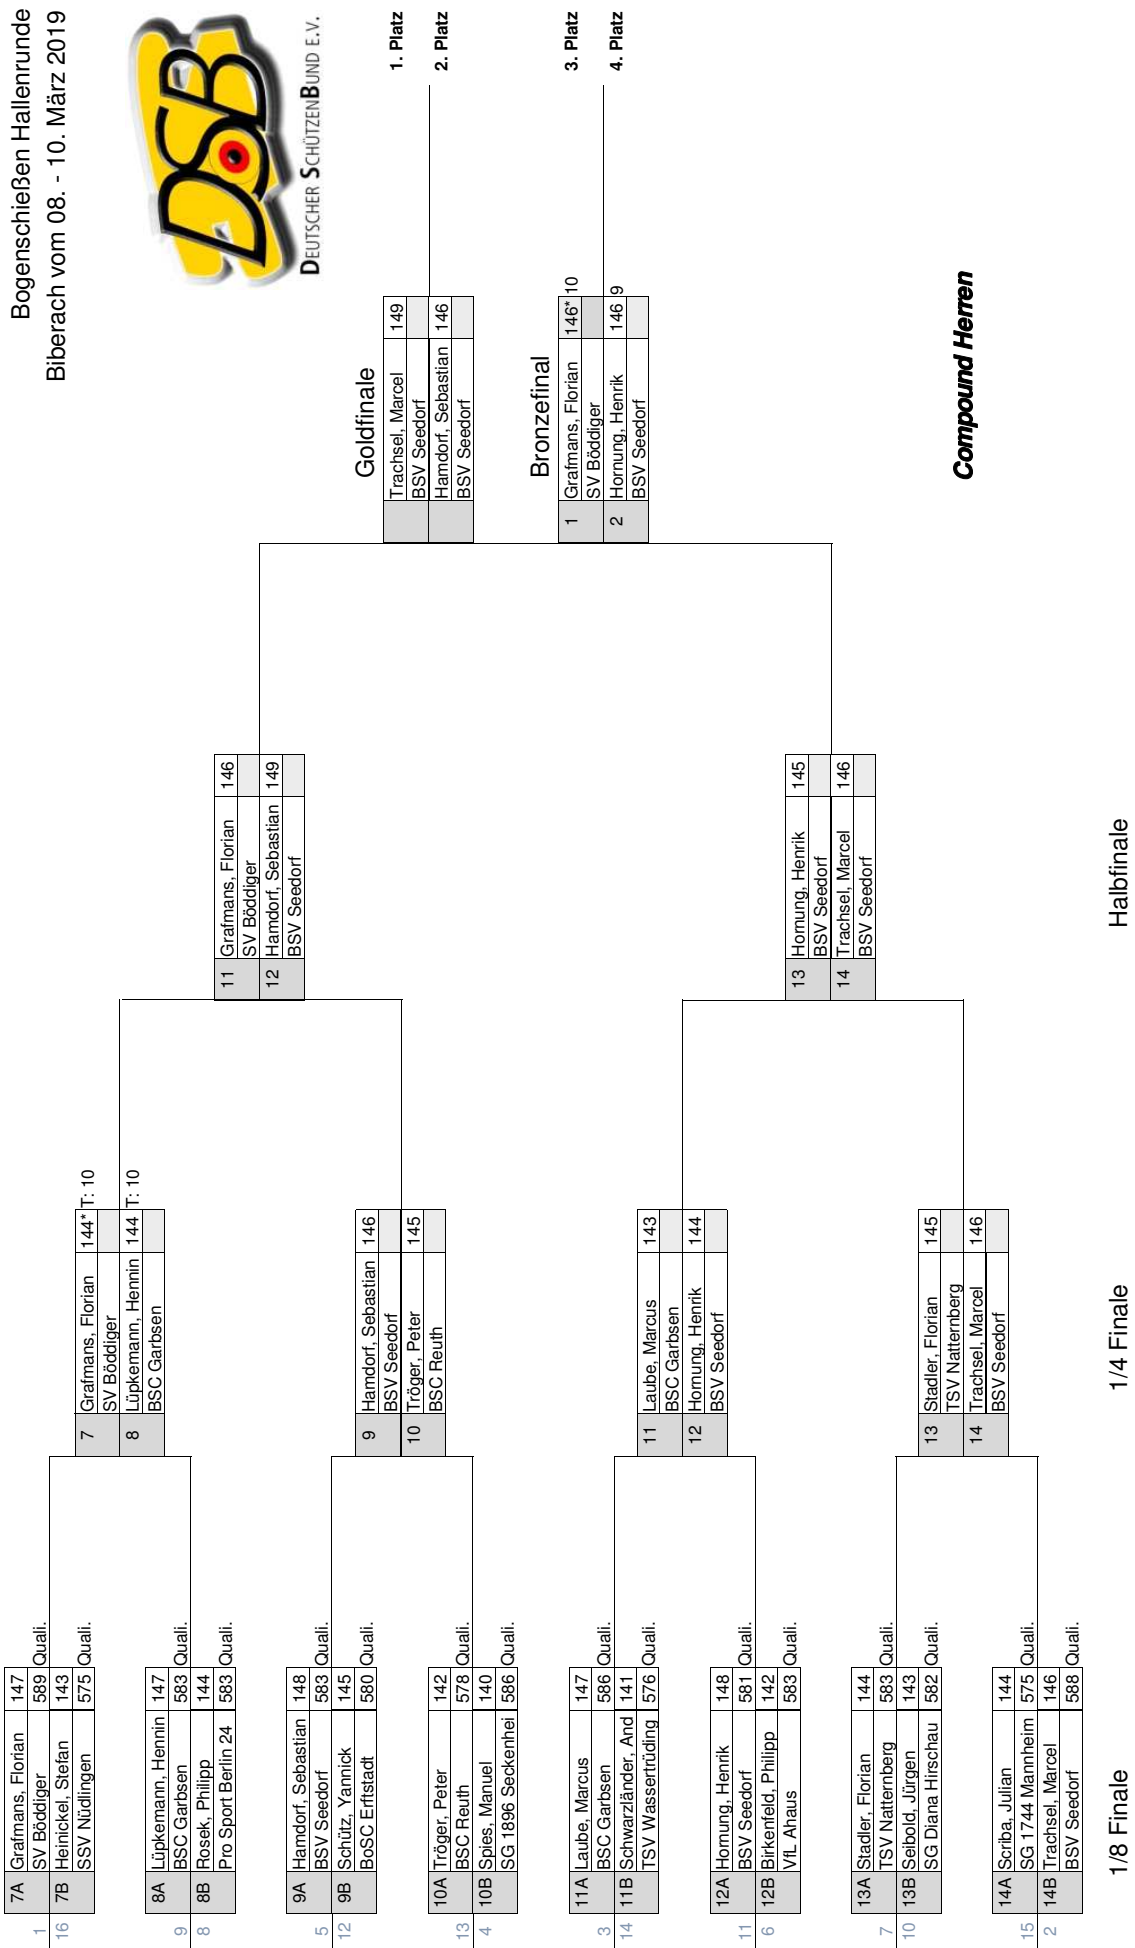 Bogenschießen Hallenrunde
Biberach vom 08. - 10. März 2019
DSB
DEUTSCHER SCHÜTZENBUND E.V.
1 7A Grafmans, Florian 147
SV Böddiger 589 Quali.
16 7B Heinickel, Stefan 143
SSV Nüdlingen 575 Quali.
9 8A Lüpkemann, Hennin 147
BSC Garbsen 583 Quali.
8 8B Rosek, Philipp 144
Pro Sport Berlin 24 583 Quali.
5 9A Hamdorf, Sebastian 148
BSV Seedorf 583 Quali.
12 9B Schütz, Yannick 145
BoSC Erftstadt 580 Quali.
13 10A Tröger, Peter 142
BSC Reuth 578 Quali.
4 10B Spies, Manuel 140
SG 1896 Seckenhei 586 Quali.
3 11A Laube, Marcus 147
BSC Garbsen 586 Quali.
14 11B Schwarzländer, And 141
TSV Wassertrüding 576 Quali.
11 12A Hornung, Henrik 148
BSV Seedorf 581 Quali.
6 12B Birkenfeld, Philipp 142
VfL Ahaus 583 Quali.
7 13A Stadler, Florian 144
TSV Natternberg 583 Quali.
10 13B Seibold, Jürgen 143
SG Diana Hirschau 582 Quali.
15 14A Scriba, Julian 144
SG 1744 Mannheim 575 Quali.
2 14B Trachsel, Marcel 146
BSV Seedorf 588 Quali.
1/8 Finale
7 Grafmans, Florian 144* T: 10
SV Böddiger
8 Lüpkemann, Hennin 144 T: 10
BSC Garbsen
9 Hamdorf, Sebastian 146
BSV Seedorf
10 Tröger, Peter 145
BSC Reuth
11 Laube, Marcus 143
BSC Garbsen
12 Hornung, Henrik 144
BSV Seedorf
13 Stadler, Florian 145
TSV Natternberg
14 Trachsel, Marcel 146
BSV Seedorf
1/4 Finale
11 Grafmans, Florian 146
SV Böddiger
12 Hamdorf, Sebastian 149
BSV Seedorf
13 Hornung, Henrik 145
BSV Seedorf
14 Trachsel, Marcel 146
BSV Seedorf
Halbfinale
Goldfinale
Trachsel, Marcel 149 1. Platz
BSV Seedorf
Hamdorf, Sebastian 146 2. Platz
BSV Seedorf
Bronzefinal
1 Grafmans, Florian 146* 10 3. Platz
SV Böddiger
2 Hornung, Henrik 146 9 4. Platz
BSV Seedorf
Compound Herren